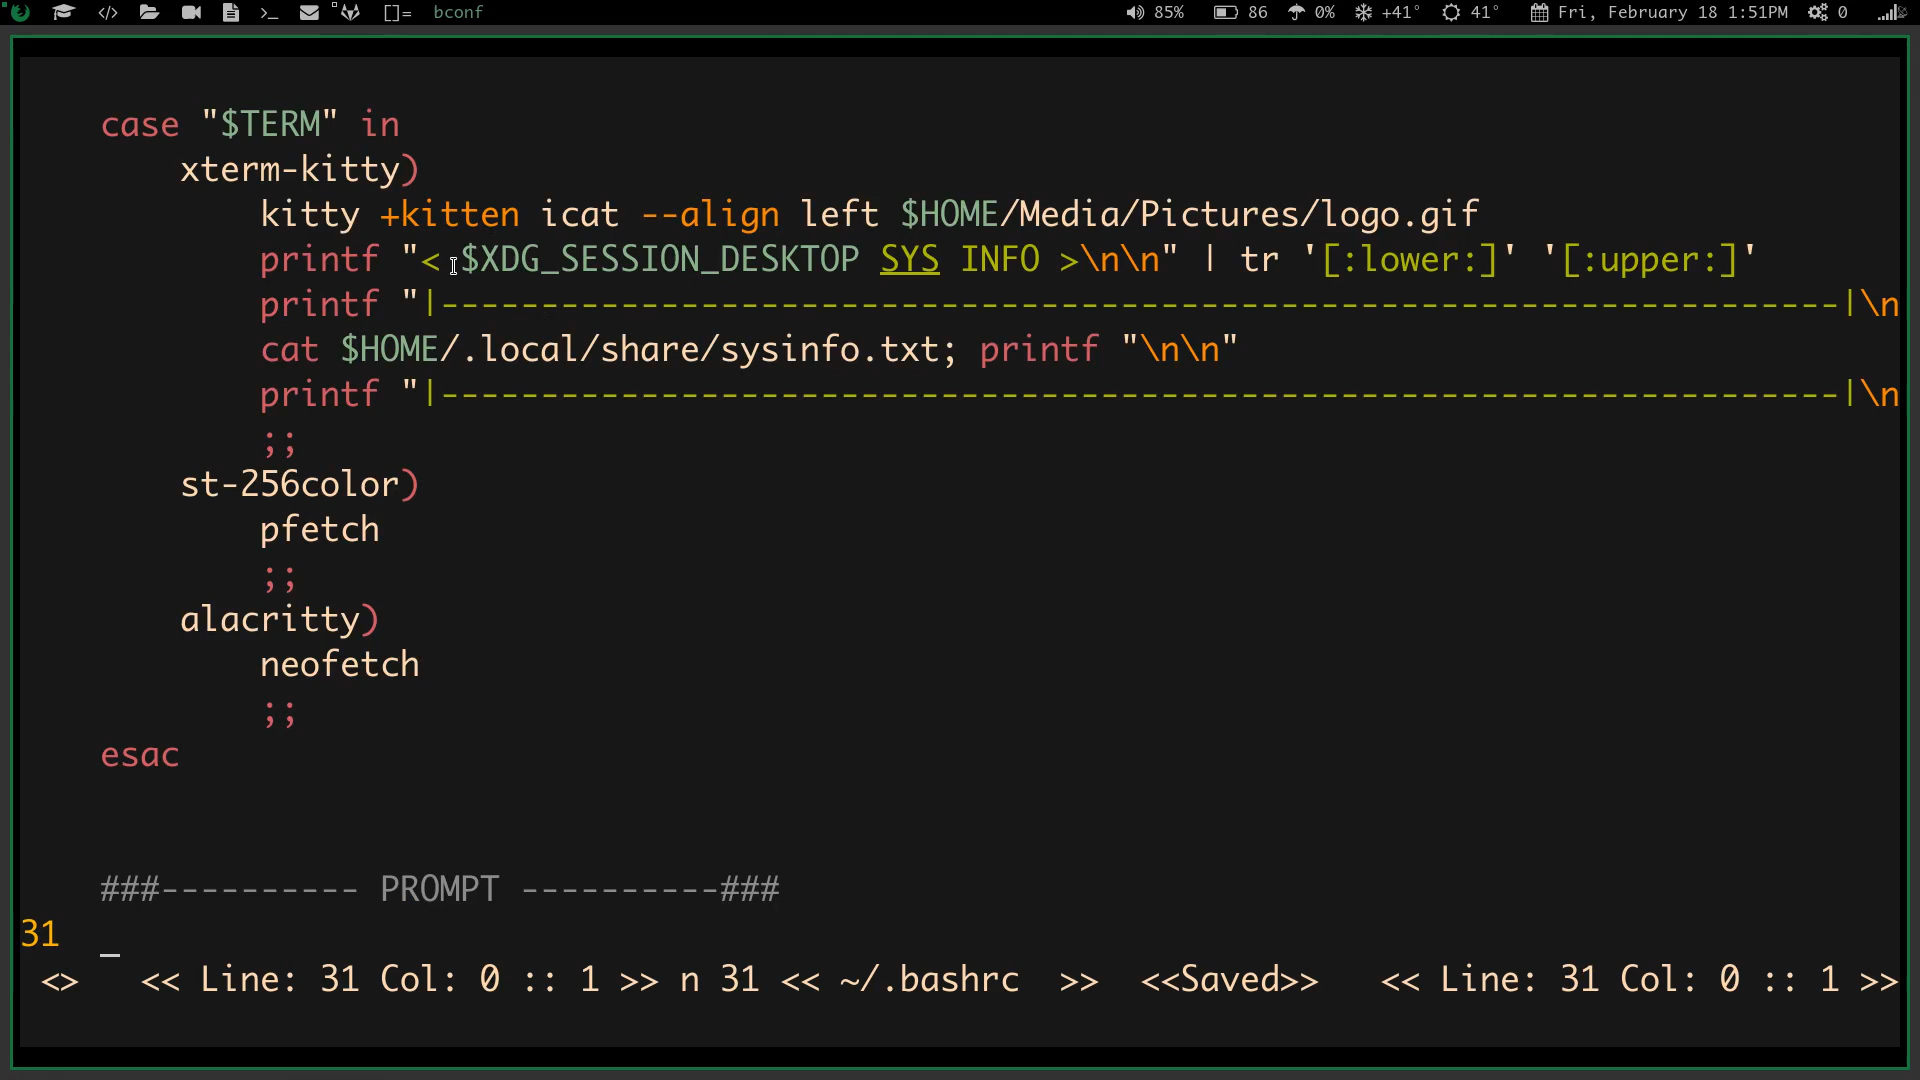 []= bconf 85% 86 0% +41° 41° Fri, February 18 1:51PM 0
case "$TERM" in
xterm-kitty)
kitty +kitten icat --align left $HOME/Media/Pictures/logo.gif
printf "< $XDG_SESSION_DESKTOP SYS INFO >\n\n" | tr '[:lower:]' '[:upper:]'
printf "|----------------------------------------------------------------------|\n
cat $HOME/.local/share/sysinfo.txt; printf "\n\n"
printf "|----------------------------------------------------------------------|\n
;;
st-256color)
pfetch
;;
alacritty)
neofetch
;;
esac
###---------- PROMPT ----------###
31
<> << Line: 31 Col: 0 :: 1 >> n 31 << ~/.bashrc >> <<Saved>> << Line: 31 Col: 0 :: 1 >>